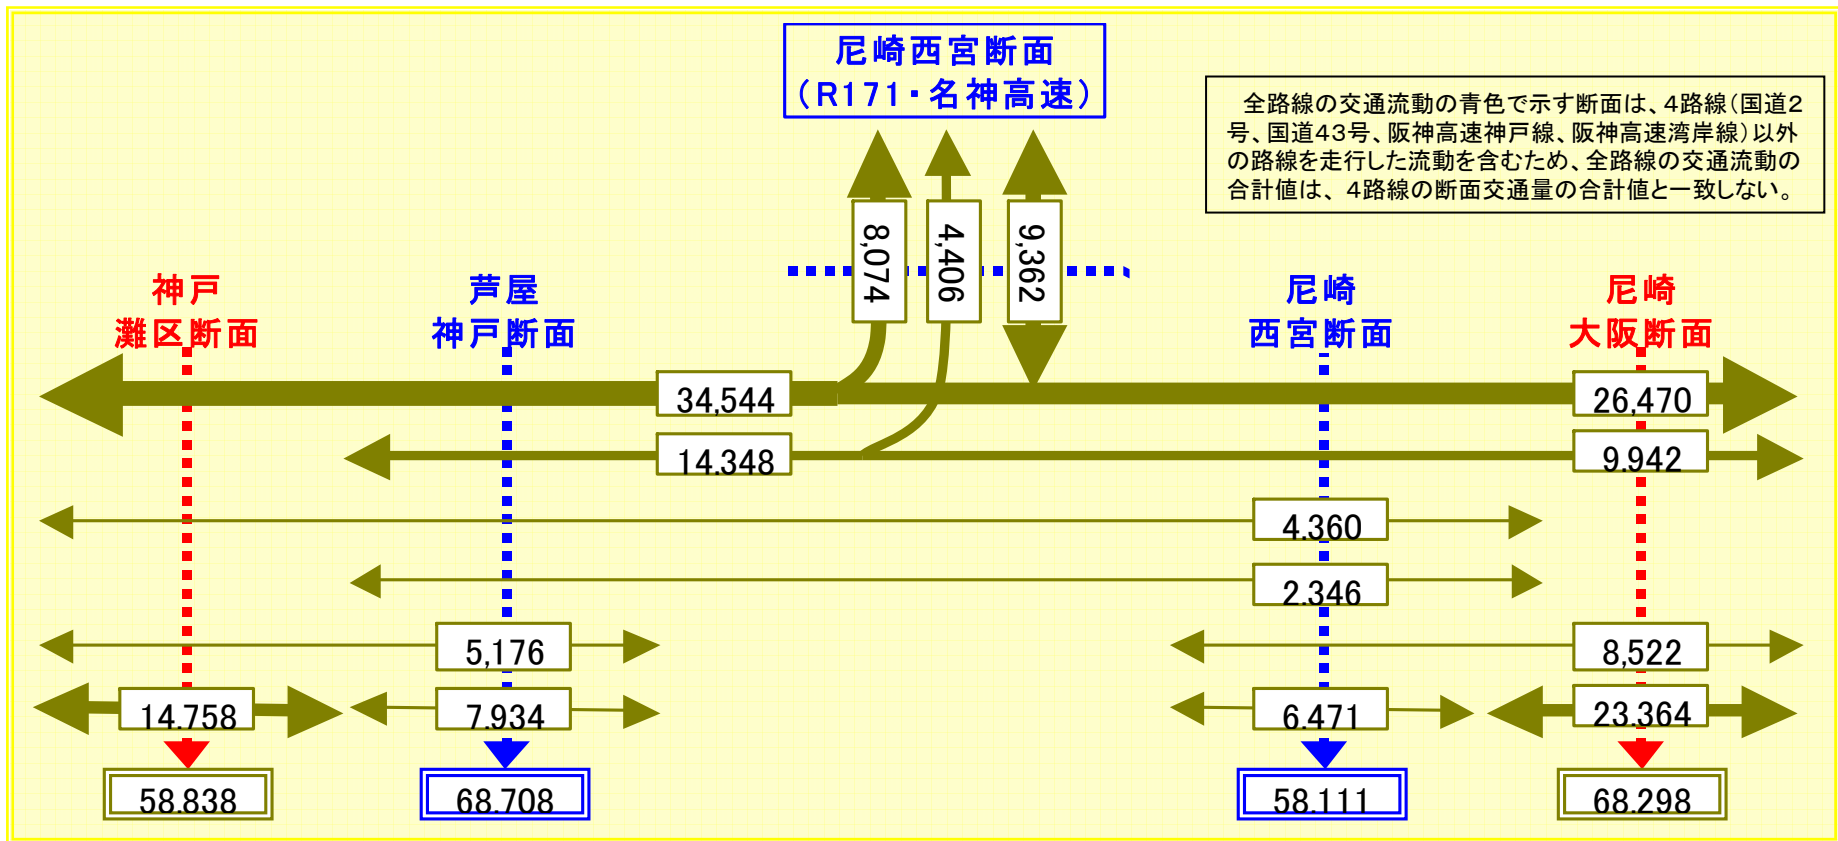 尼崎西宮断面
（R171・名神高速）
全路線の交通流動の青色で示す断面は、4路線（国道2
号、国道43号、阪神高速神戸線、阪神高速湾岸線）以外
の路線を走行した流動を含むため、全路線の交通流動の
合計値は、4路線の断面交通量の合計値と一致しない。
8,074
4,406
9,362
神戸
灘区断面
芦屋
神戸断面
尼崎
西宮断面
尼崎
大阪断面
34,544
26,470
14,348
9,942
4,360
2,346
5,176
8,522
14,758
7,934
6,471
23,364
58,838
68,708
58,111
68,298